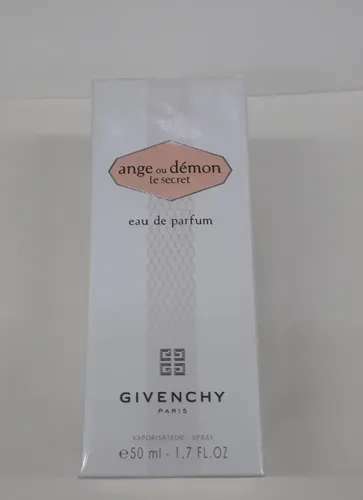 ange ou démon
le secret
eau de parfum
GIVENCHY
PARIS
VAPORISATEUR - SPRAY
℮50 ml - 1.7 FL.OZ